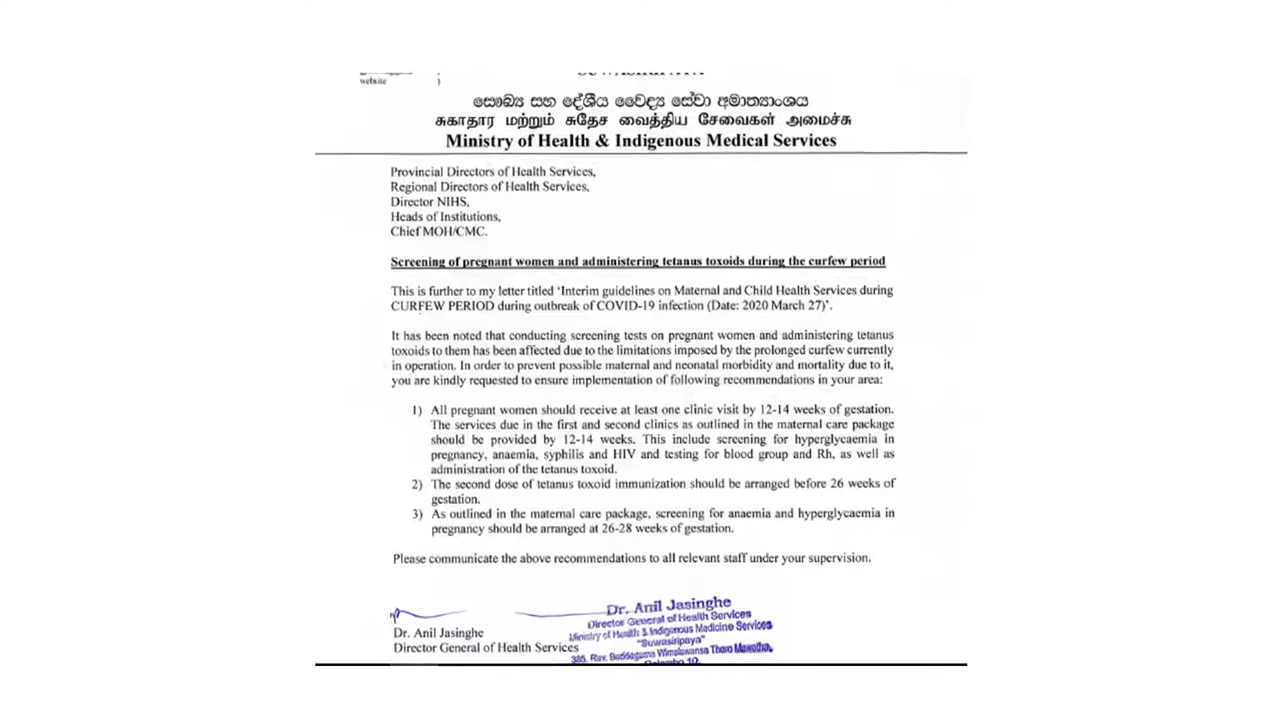 website )
සෞඛ්‍ය සහ දේශීය වෛද්‍ය සේවා අමාත්‍යාංශය
சுகாதார மற்றும் சுதேச வைத்திய சேவைகள் அமைச்சு
Ministry of Health & Indigenous Medical Services
Provincial Directors of Health Services,
Regional Directors of Health Services,
Director NIHS,
Heads of Institutions,
Chief MOH/CMC.
Screening of pregnant women and administering tetanus toxoids during the curfew period
This is further to my letter titled ‘Interim guidelines on Maternal and Child Health Services during
CURFEW PERIOD during outbreak of COVID-19 infection (Date: 2020 March 27)’.
It has been noted that conducting screening tests on pregnant women and administering tetanus
toxoids to them has been affected due to the limitations imposed by the prolonged curfew currently
in operation. In order to prevent possible maternal and neonatal morbidity and mortality due to it,
you are kindly requested to ensure implementation of following recommendations in your area:
1) All pregnant women should receive at least one clinic visit by 12-14 weeks of gestation.
The services due in the first and second clinics as outlined in the maternal care package
should be provided by 12-14 weeks. This include screening for hyperglycaemia in
pregnancy, anaemia, syphilis and HIV and testing for blood group and Rh, as well as
administration of the tetanus toxoid.
2) The second dose of tetanus toxoid immunization should be arranged before 26 weeks of
gestation.
3) As outlined in the maternal care package, screening for anaemia and hyperglycaemia in
pregnancy should be arranged at 26-28 weeks of gestation.
Please communicate the above recommendations to all relevant staff under your supervision.
Dr. Anil Jasinghe
Director General of Health Services
Dr. Anil Jasinghe
Director General of Health Services
Ministry of Health & Indigenous Medicine Services
"Suwasiripaya"
385, Rev. Baddegama Wimalawansa Thero Mawatha,
Colombo 10.